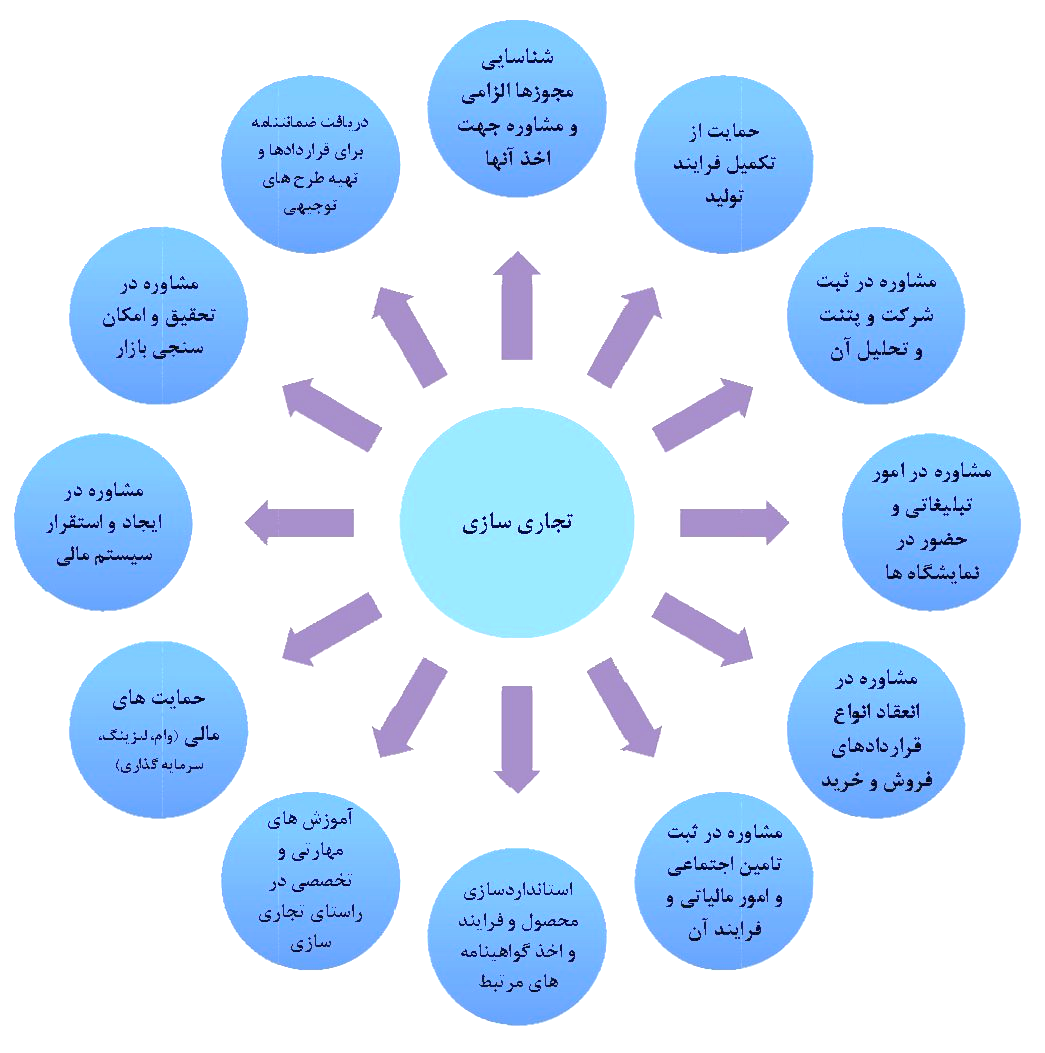 شناسایی
مجوزها الزامی
و مشاوره جهت
اخذ آنها
حمایت از
تکمیل فرایند
تولید
مشاوره در ثبت
شرکت و پتنت
و تحلیل آن
مشاوره در امور
تبلیغاتی و
حضور در
نمایشگاه ها
مشاوره در
انعقاد انواع
قراردادهای
فروش و خرید
مشاوره در ثبت
تامین اجتماعی
و امور مالیاتی و
فرایند آن
استانداردسازی
محصول و فرایند
و اخذ گواهینامه
های مرتبط
آموزش های
مهارتی و
تخصصی در
راستای تجاری
سازی
حمایت های
مالی (وام، لیزینگ،
سرمایه گذاری)
مشاوره در
ایجاد و استقرار
سیستم مالی
مشاوره در
تحقیق و امکان
سنجی بازار
دریافت ضمانتنامه
برای قراردادها و
تهیه طرح های
توجیهی
تجاری سازی